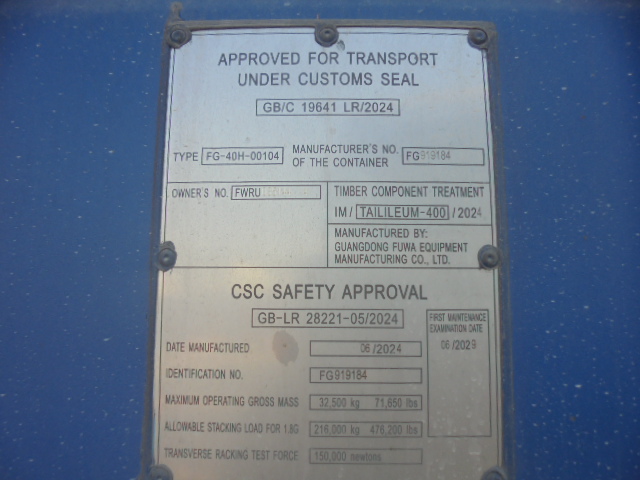 APPROVED FOR TRANSPORT
UNDER CUSTOMS SEAL
GB/C 19641 LR/2024
TYPE FG-40H-00104
MANUFACTURER'S NO.
OF THE CONTAINER
FG919184
OWNER'S NO. FWRU
TIMBER COMPONENT TREATMENT
IM / TAILILEUM-400 / 2024
MANUFACTURED BY:
GUANGDONG FUWA EQUIPMENT
MANUFACTURING CO., LTD.
CSC SAFETY APPROVAL
GB-LR 28221-05/2024
FIRST MAINTENANCE
EXAMINATION DATE
06 /2029
DATE MANUFACTURED 06 /2024
IDENTIFICATION NO. FG919184
MAXIMUM OPERATING GROSS MASS 32,500 kg 71,650 lbs
ALLOWABLE STACKING LOAD FOR 1.8G 216,000 kg 476,200 lbs
TRANSVERSE RACKING TEST FORCE 150,000 newtons